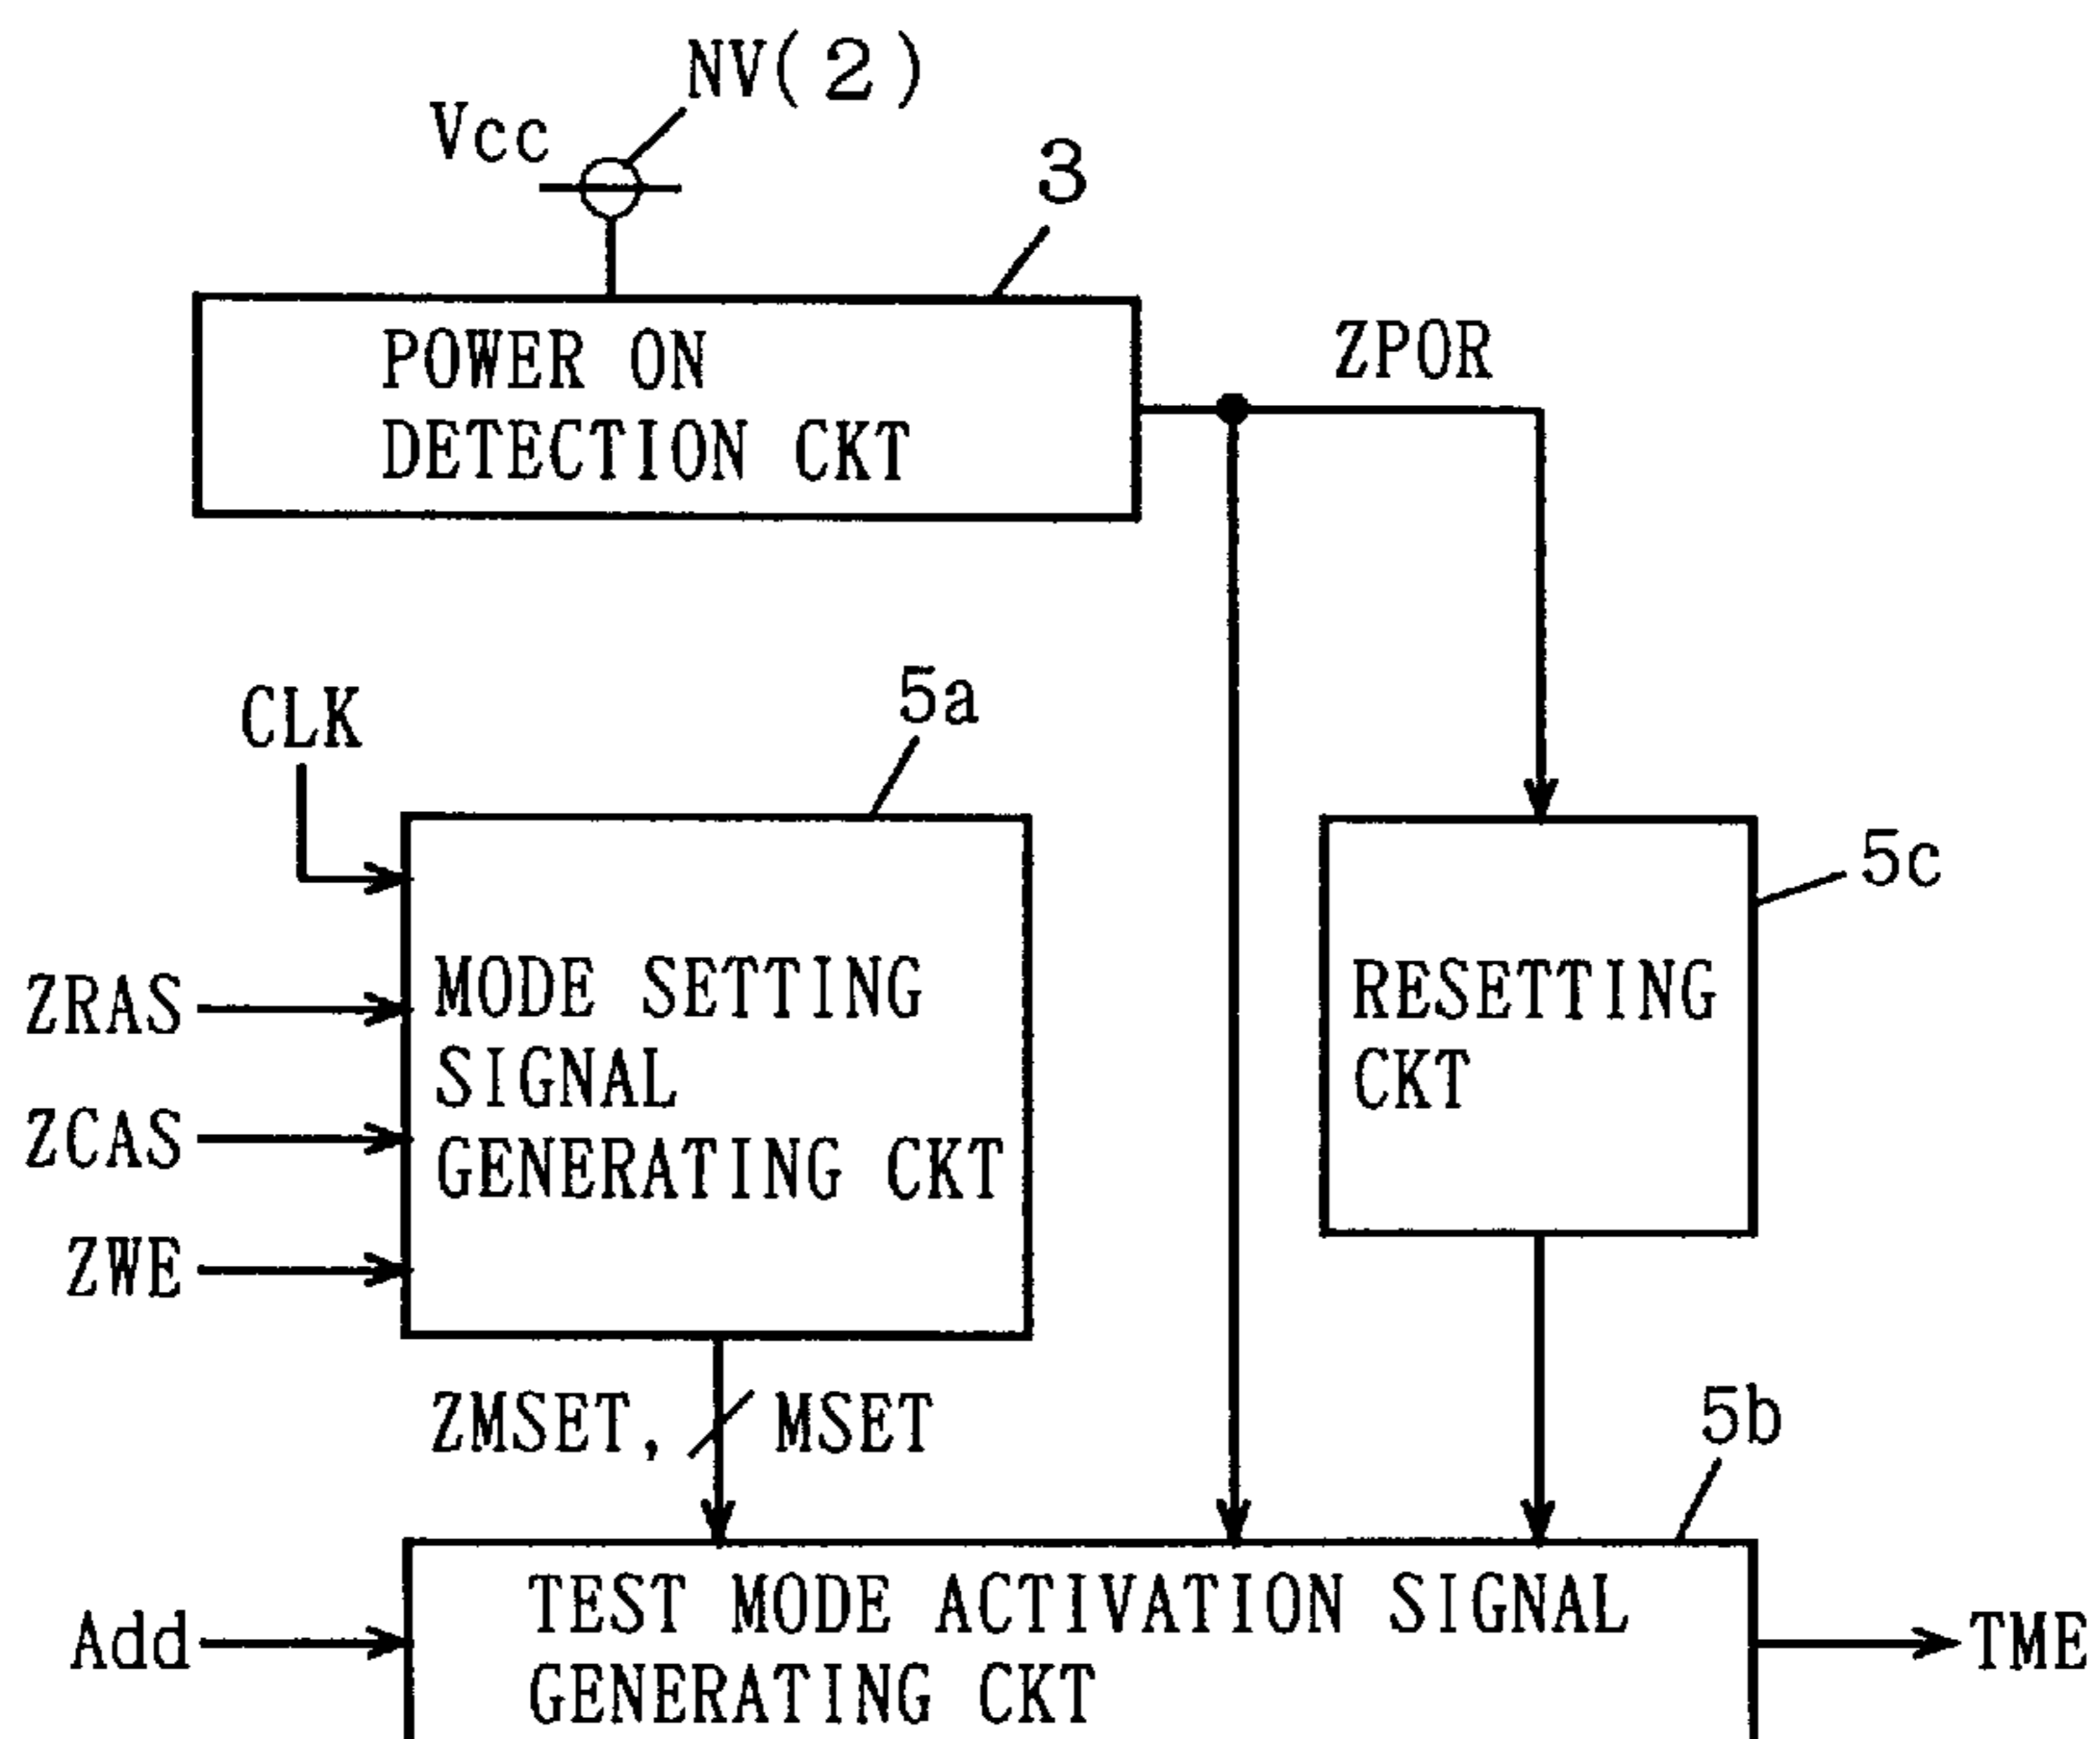 NV(2)
Vcc
3
POWER ON
DETECTION CKT
ZPOR
CLK
5a
5c
ZRAS
ZCAS
ZWE
MODE SETTING
SIGNAL
GENERATING CKT
RESETTING
CKT
ZMSET, MSET
5b
Add
TEST MODE ACTIVATION SIGNAL
GENERATING CKT
TME